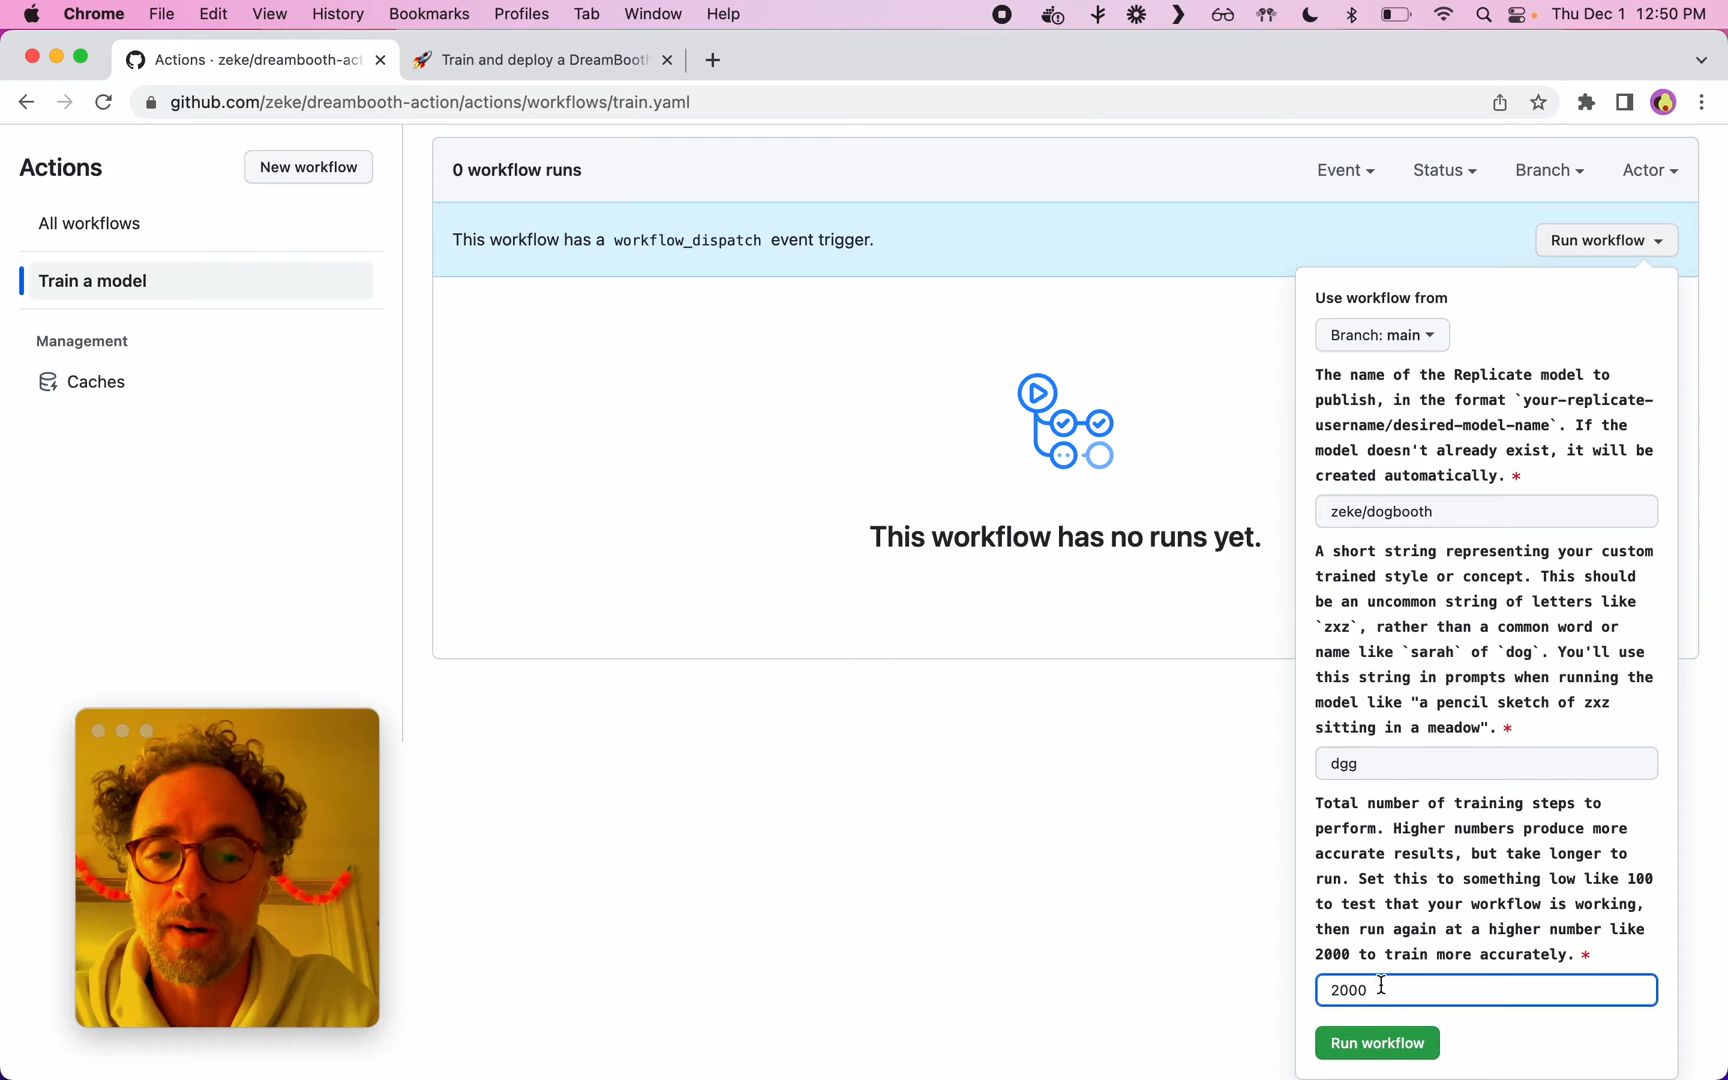 Chrome File Edit View History Bookmarks Profiles Tab Window Help Thu Dec 1 12:50 PM
Actions · zeke/dreambooth-act
Train and deploy a DreamBooth
github.com/zeke/dreambooth-action/actions/workflows/train.yaml
Actions
New workflow
All workflows
Train a model
Management
Caches
0 workflow runs
Event Status Branch Actor
This workflow has a workflow_dispatch event trigger.
Run workflow
This workflow has no runs yet.
Use workflow from
Branch: main
The name of the Replicate model to
publish, in the format `your-replicate-
username/desired-model-name`. If the
model doesn't already exist, it will be
created automatically. *
zeke/dogbooth
A short string representing your custom
trained style or concept. This should
be an uncommon string of letters like
`zxz`, rather than a common word or
name like `sarah` of `dog`. You'll use
this string in prompts when running the
model like "a pencil sketch of zxz
sitting in a meadow". *
dgg
Total number of training steps to
perform. Higher numbers produce more
accurate results, but take longer to
run. Set this to something low like 100
to test that your workflow is working,
then run again at a higher number like
2000 to train more accurately. *
2000
Run workflow